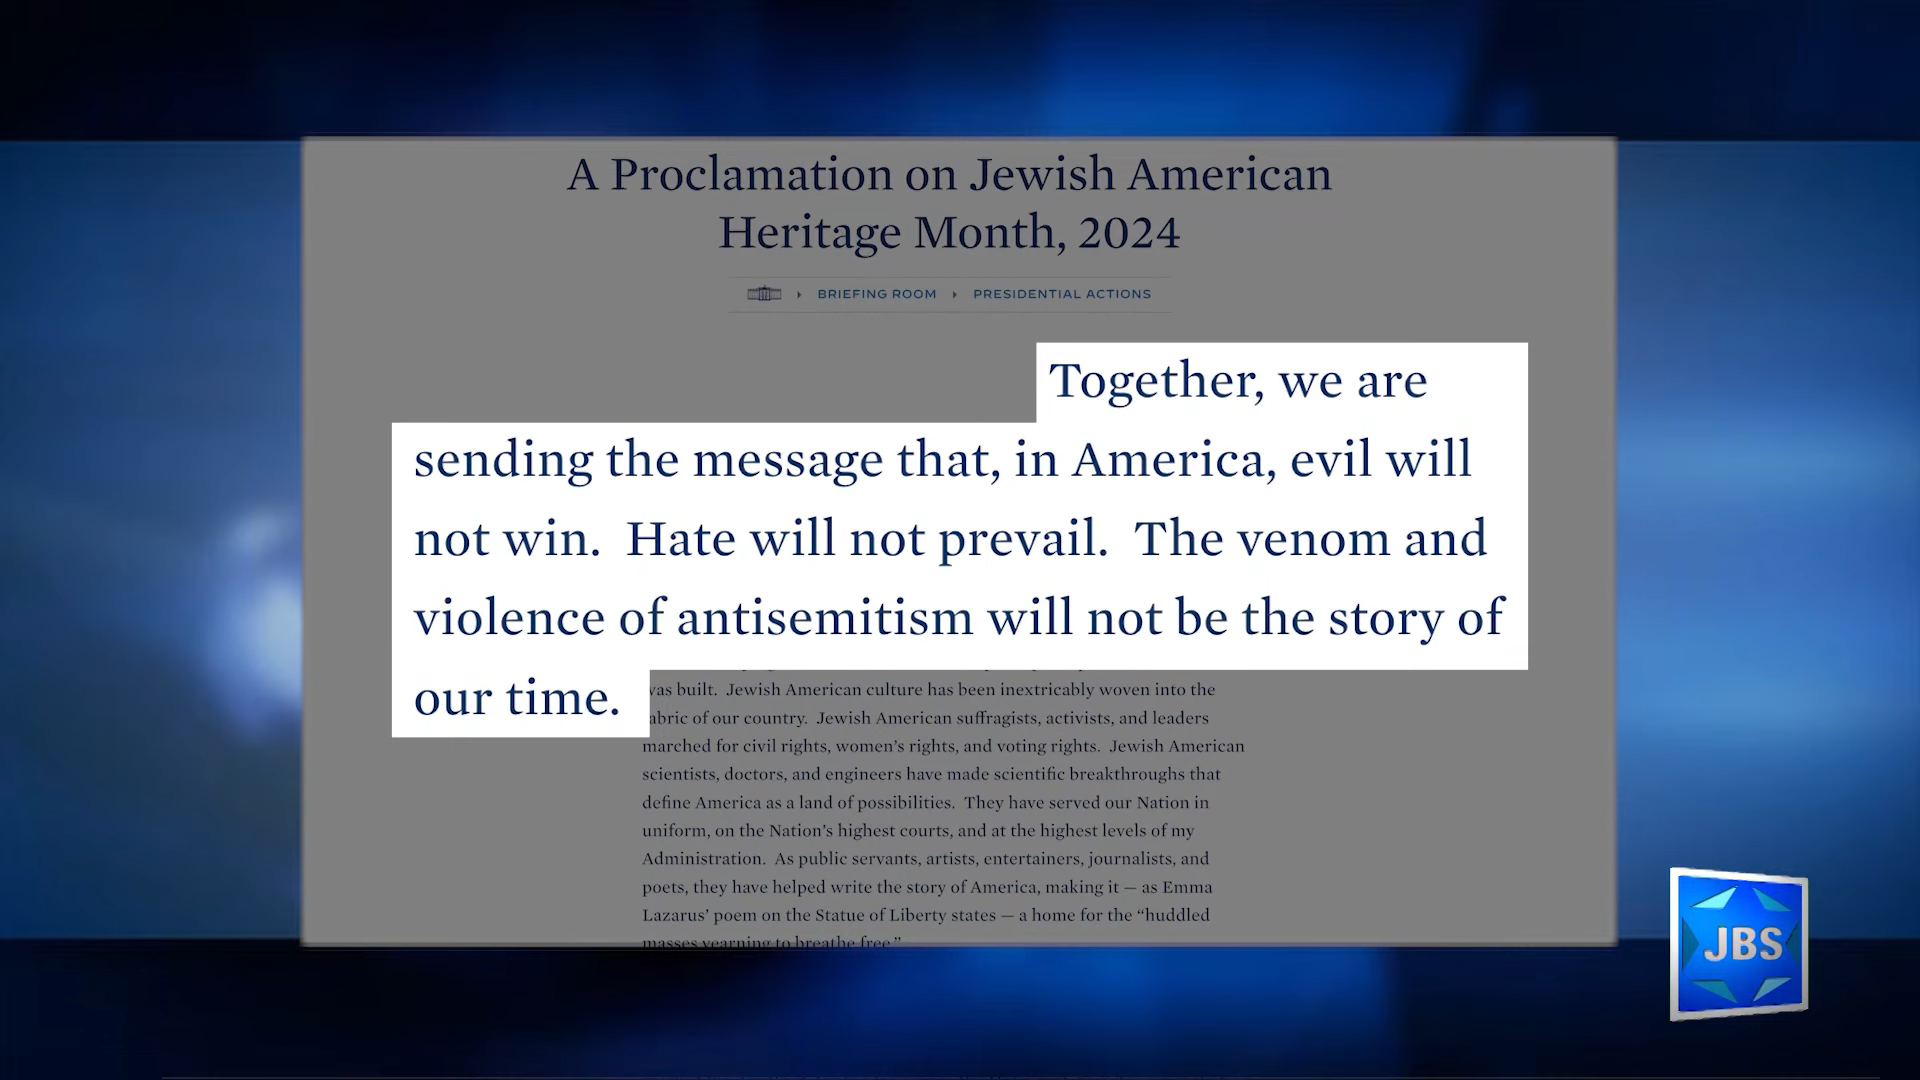 A Proclamation on Jewish American
Heritage Month, 2024
BRIEFING ROOM
PRESIDENTIAL ACTIONS
Together, we are
sending the message that, in America, evil will
not win. Hate will not prevail. The venom and
violence of antisemitism will not be the story of
our time.
was built. Jewish American culture has been inextricably woven into the
fabric of our country. Jewish American suffragists, activists, and leaders
marched for civil rights, women’s rights, and voting rights. Jewish American
scientists, doctors, and engineers have made scientific breakthroughs that
define America as a land of possibilities. They have served our Nation in
uniform, on the Nation’s highest courts, and at the highest levels of my
Administration. As public servants, artists, entertainers, journalists, and
poets, they have helped write the story of America, making it — as Emma
Lazarus’ poem on the Statue of Liberty states — a home for the “huddled
masses yearning to breathe free.”
JBS